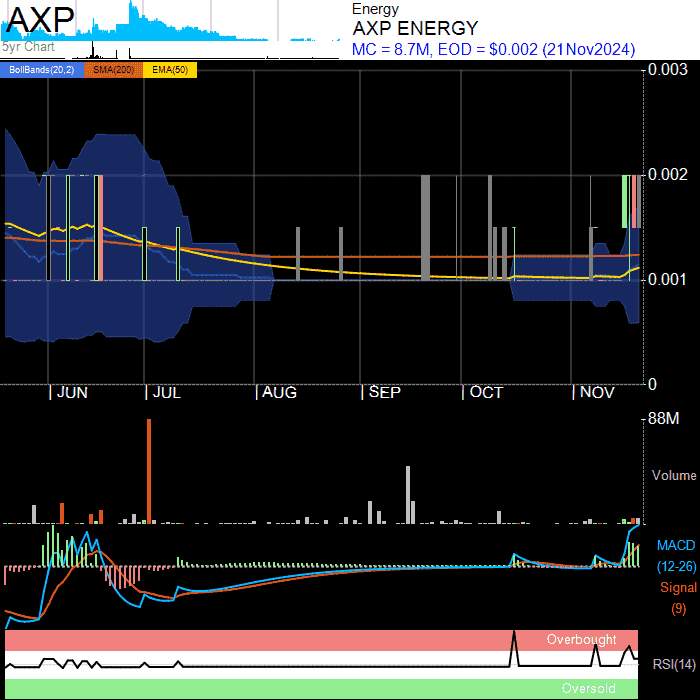 AXP
5yr Chart
Energy
AXP ENERGY
MC = 8.7M, EOD = $0.002 (21Nov2024)
BollBands(20,2) SMA(200) EMA(50)
0.003
0.002
0.001
0
JUN JUL AUG SEP OCT NOV
88M
Volume
MACD
(12-26)
Signal
(9)
Overbought
RSI(14)
Oversold